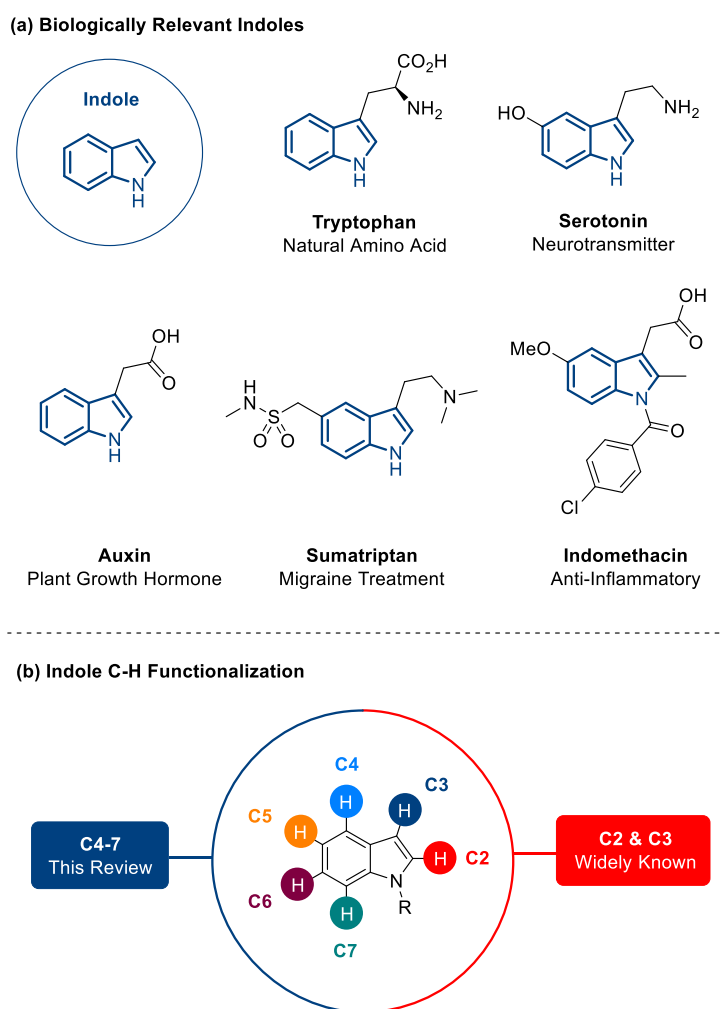 (a) Biologically Relevant Indoles
Indole
N
H
CO2H
NH2
N
H
Tryptophan
Natural Amino Acid
HO
NH2
N
H
Serotonin
Neurotransmitter
OH
O
N
H
Auxin
Plant Growth Hormone
H
N
S
O
O
N
N
H
Sumatriptan
Migraine Treatment
OH
O
MeO
N
O
Cl
Indomethacin
Anti-Inflammatory
(b) Indole C-H Functionalization
C4
H
C3
H
C5
H
C2
H
C6
H
C7
H
N
R
C4-7
This Review
C2 & C3
Widely Known